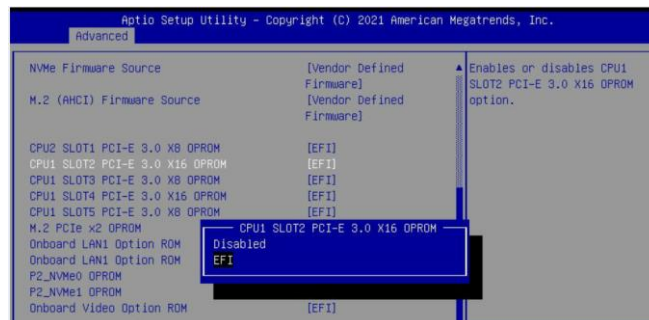 Aptio Setup Utility – Copyright (C) 2021 American Megatrends, Inc.
Advanced
NVMe Firmware Source [Vendor Defined Firmware]
M.2 (AHCI) Firmware Source [Vendor Defined Firmware]
CPU2 SLOT1 PCI-E 3.0 X8 OPROM [EFI]
CPU1 SLOT2 PCI-E 3.0 X16 OPROM [EFI]
CPU1 SLOT3 PCI-E 3.0 X8 OPROM [EFI]
CPU1 SLOT4 PCI-E 3.0 X16 OPROM [EFI]
CPU1 SLOT5 PCI-E 3.0 X8 OPROM [EFI]
M.2 PCIe x2 OPROM
Onboard LAN1 Option ROM
Onboard LAN1 Option ROM
P2_NVMe0 OPROM
P2_NVMe1 OPROM
Onboard Video Option ROM [EFI]
CPU1 SLOT2 PCI-E 3.0 X16 OPROM
Disabled
EFI
Enables or disables CPU1
SLOT2 PCI-E 3.0 X16 OPROM
option.